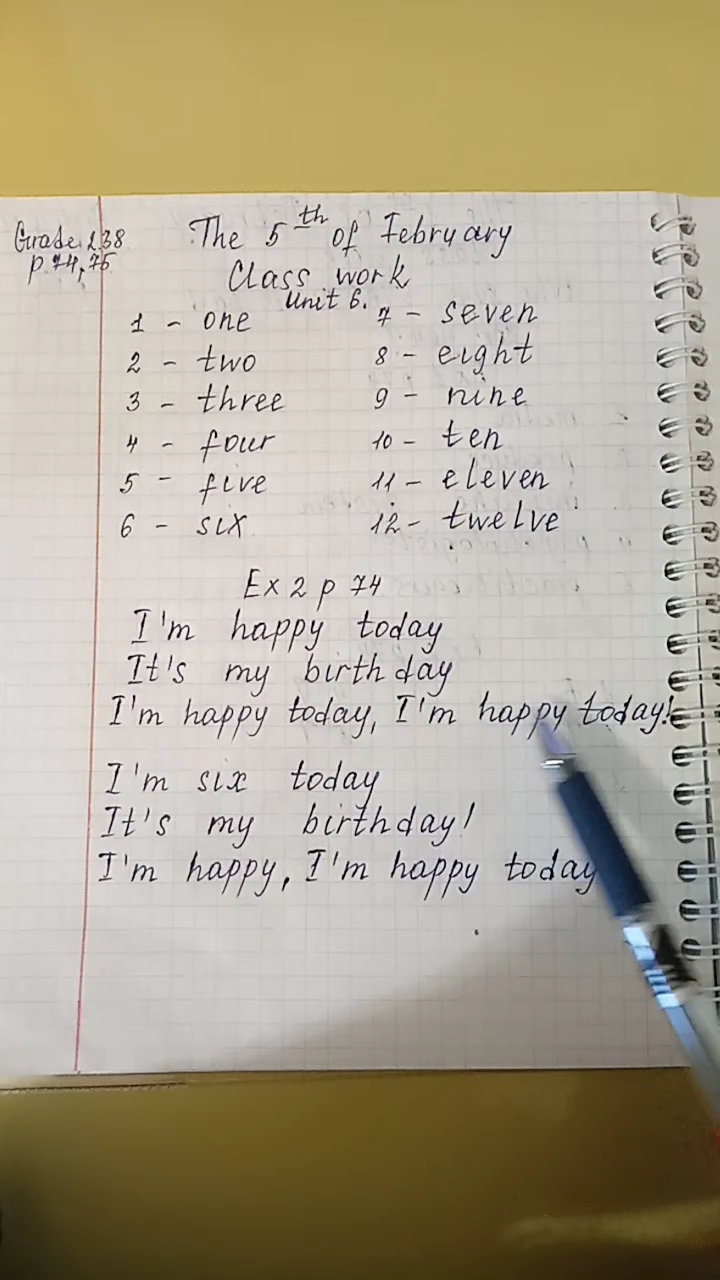 Grade 2.38
p. 74, 75
The 5th of February
Class work
Unit 6.
1 - one
2 - two
3 - three
4 - four
5 - five
6 - six
7 - seven
8 - eight
9 - nine
10 - ten
11 - eleven
12 - twelve
Ex 2 p 74
I'm happy today
It's my birthday
I'm happy today, I'm happy today!
I'm six today
It's my birthday!
I'm happy, I'm happy today